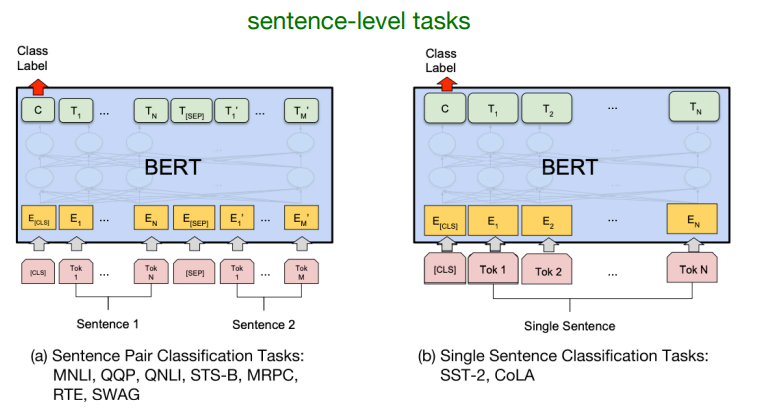 sentence-level tasks
Class
Label
C T1 ... TN T[SEP] T1' ... TM'
BERT
E[CLS] E1 ... EN E[SEP] E1' ... EM'
[CLS] Tok 1 ... Tok N [SEP] Tok 1 ... Tok M
Sentence 1 Sentence 2
(a) Sentence Pair Classification Tasks:
MNLI, QQP, QNLI, STS-B, MRPC,
RTE, SWAG
Class
Label
C T1 T2 ... TN
BERT
E[CLS] E1 E2 ... EN
[CLS] Tok 1 Tok 2 ... Tok N
Single Sentence
(b) Single Sentence Classification Tasks:
SST-2, CoLA